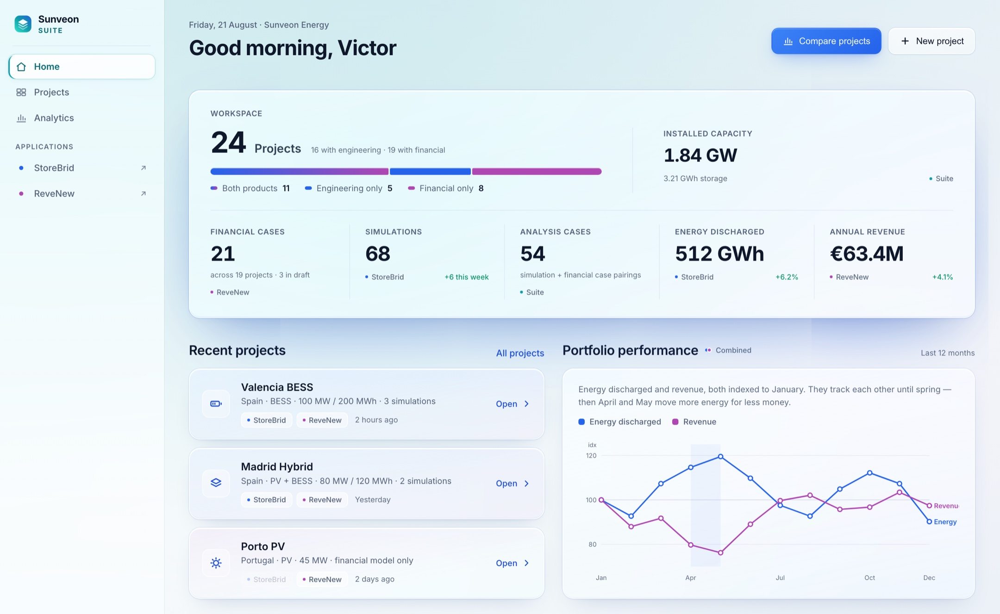 Sunveon
SUITE
Home
Projects
Analytics
APPLICATIONS
StoreBrid
ReveNew
Friday, 21 August · Sunveon Energy
Good morning, Victor
Compare projects
New project
WORKSPACE
24 Projects 16 with engineering · 19 with financial
Both products 11 Engineering only 5 Financial only 8
INSTALLED CAPACITY
1.84 GW
3.21 GWh storage
Suite
FINANCIAL CASES
21
across 19 projects · 3 in draft
ReveNew
SIMULATIONS
68
StoreBrid +6 this week
ANALYSIS CASES
54
simulation + financial case pairings
Suite
ENERGY DISCHARGED
512 GWh
StoreBrid +6.2%
ANNUAL REVENUE
€63.4M
ReveNew +4.1%
Recent projects
All projects
Valencia BESS
Spain · BESS · 100 MW / 200 MWh · 3 simulations
StoreBrid ReveNew 2 hours ago
Open
Madrid Hybrid
Spain · PV + BESS · 80 MW / 120 MWh · 2 simulations
StoreBrid ReveNew Yesterday
Open
Porto PV
Portugal · PV · 45 MW · financial model only
StoreBrid ReveNew 2 days ago
Open
Portfolio performance Combined
Last 12 months
Energy discharged and revenue, both indexed to January. They track each other until spring —
then April and May move more energy for less money.
Energy discharged Revenue
idx
120
100
80
Revenu
Energy
Jan Apr Jul Oct Dec